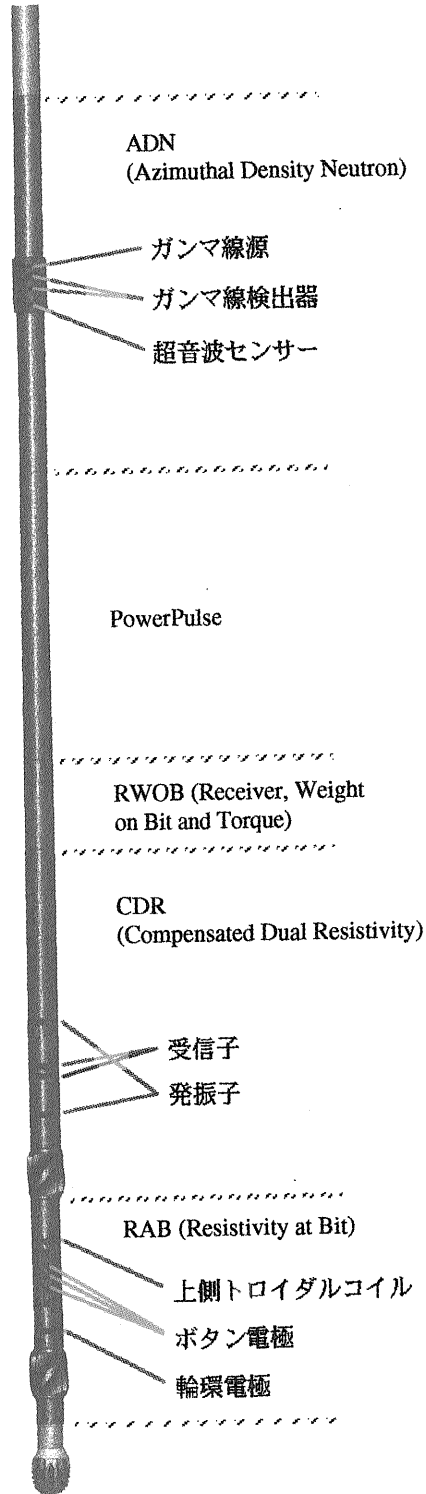 ADN
(Azimuthal Density Neutron)
ガンマ線源
ガンマ線検出器
超音波センサー
PowerPulse
RWOB (Receiver, Weight
on Bit and Torque)
CDR
(Compensated Dual Resistivity)
受信子
発振子
RAB (Resistivity at Bit)
上側トロイダルコイル
ボタン電極
輪環電極